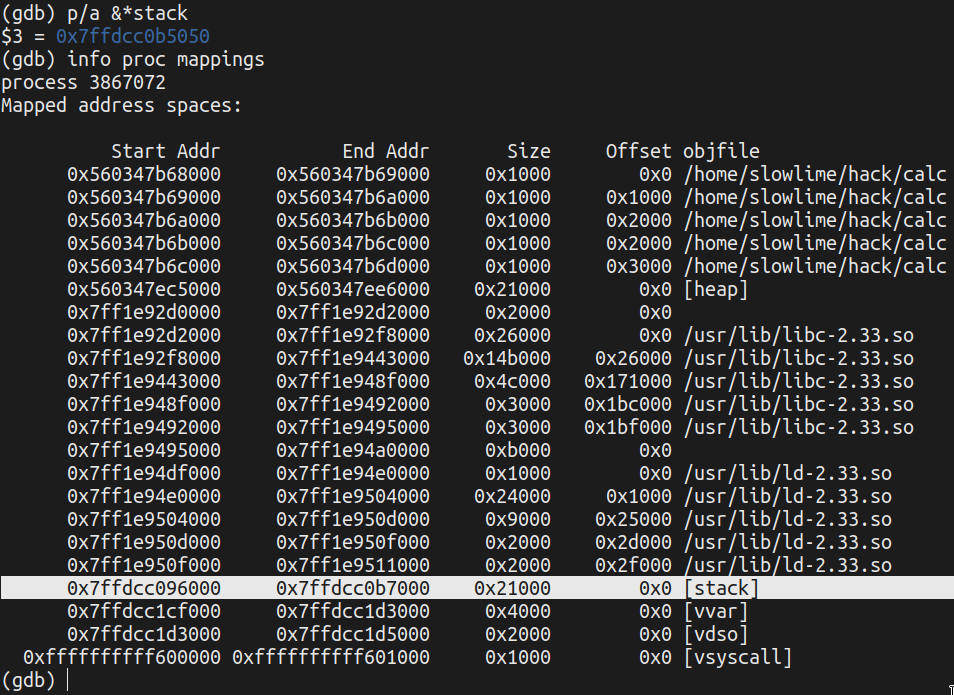 (gdb) p/a &*stack
$3 = 0x7ffdcc0b5050
(gdb) info proc mappings
process 3867072
Mapped address spaces:
Start Addr End Addr Size Offset objfile
0x560347b68000 0x560347b69000 0x1000 0x0 /home/slowlime/hack/calc
0x560347b69000 0x560347b6a000 0x1000 0x1000 /home/slowlime/hack/calc
0x560347b6a000 0x560347b6b000 0x1000 0x2000 /home/slowlime/hack/calc
0x560347b6b000 0x560347b6c000 0x1000 0x2000 /home/slowlime/hack/calc
0x560347b6c000 0x560347b6d000 0x1000 0x3000 /home/slowlime/hack/calc
0x560347ec5000 0x560347ee6000 0x21000 0x0 [heap]
0x7ff1e92d0000 0x7ff1e92d2000 0x2000 0x0
0x7ff1e92d2000 0x7ff1e92f8000 0x26000 0x0 /usr/lib/libc-2.33.so
0x7ff1e92f8000 0x7ff1e9443000 0x14b000 0x26000 /usr/lib/libc-2.33.so
0x7ff1e9443000 0x7ff1e948f000 0x4c000 0x171000 /usr/lib/libc-2.33.so
0x7ff1e948f000 0x7ff1e9492000 0x3000 0x1bc000 /usr/lib/libc-2.33.so
0x7ff1e9492000 0x7ff1e9495000 0x3000 0x1bf000 /usr/lib/libc-2.33.so
0x7ff1e9495000 0x7ff1e94a0000 0xb000 0x0
0x7ff1e94df000 0x7ff1e94e0000 0x1000 0x0 /usr/lib/ld-2.33.so
0x7ff1e94e0000 0x7ff1e9504000 0x24000 0x1000 /usr/lib/ld-2.33.so
0x7ff1e9504000 0x7ff1e950d000 0x9000 0x25000 /usr/lib/ld-2.33.so
0x7ff1e950d000 0x7ff1e950f000 0x2000 0x2d000 /usr/lib/ld-2.33.so
0x7ff1e950f000 0x7ff1e9511000 0x2000 0x2f000 /usr/lib/ld-2.33.so
0x7ffdcc096000 0x7ffdcc0b7000 0x21000 0x0 [stack]
0x7ffdcc1cf000 0x7ffdcc1d3000 0x4000 0x0 [vvar]
0x7ffdcc1d3000 0x7ffdcc1d5000 0x2000 0x0 [vdso]
0xffffffffff600000 0xffffffffff601000 0x1000 0x0 [vsyscall]
(gdb)